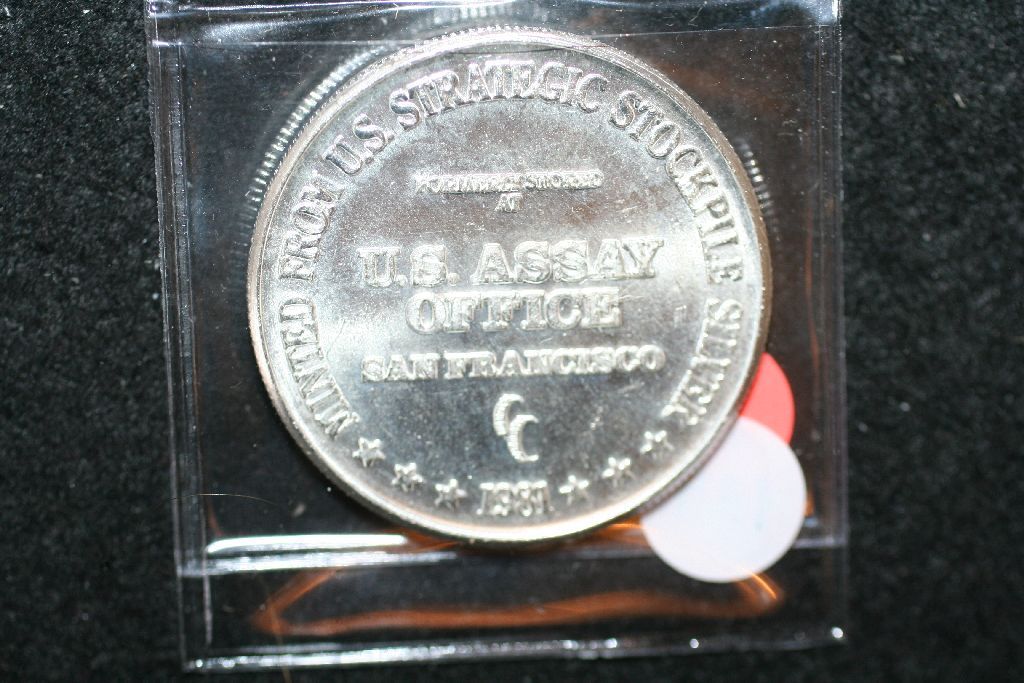 MINTED FROM U.S. STRATEGIC STOCKPILE SILVER
FORMERLY STORED
AT
U.S. ASSAY
OFFICE
SAN FRANCISCO
CC
1981